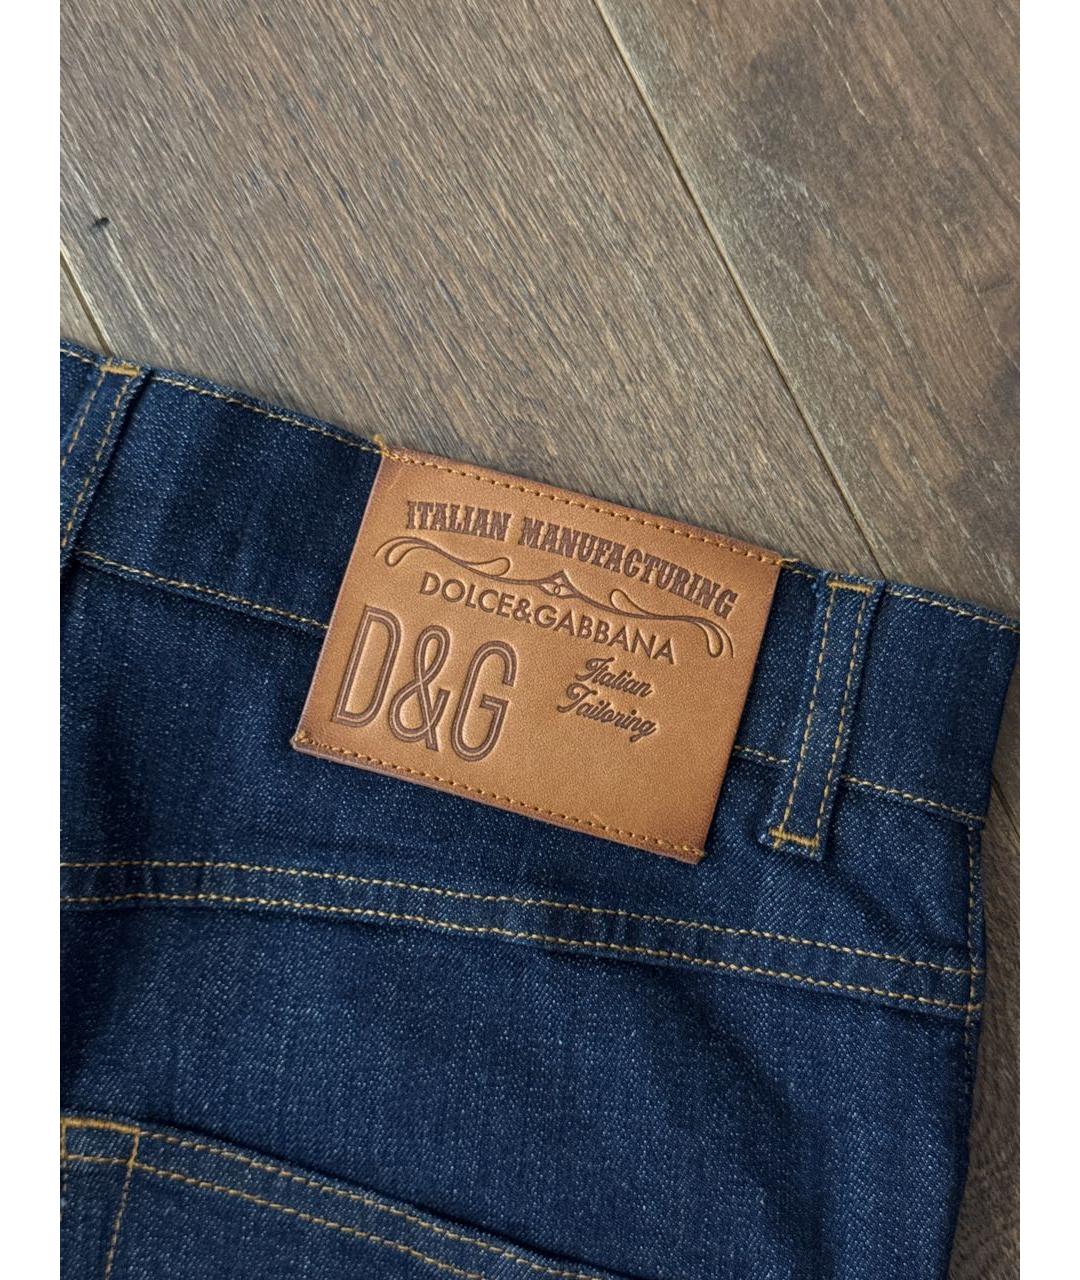 ITALIAN MANUFACTURING
DOLCE&GABBANA
D&G
Italian
Tailoring